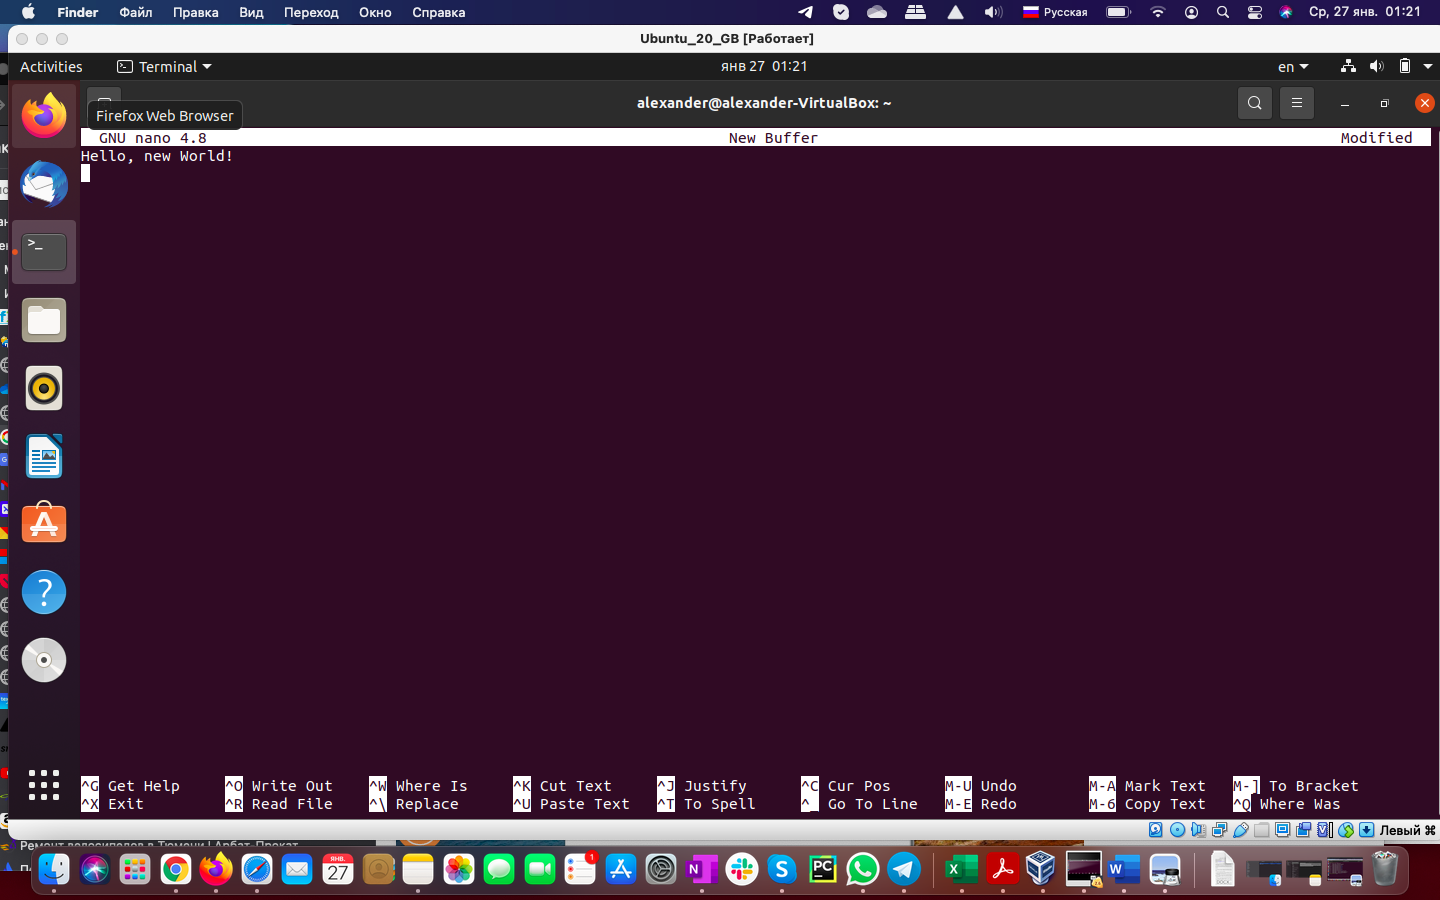 Finder Файл Правка Вид Переход Окно Справка Русская Ср, 27 янв. 01:21
Ubuntu_20_GB [Работает]
Activities Terminal янв 27 01:21 en
alexander@alexander-VirtualBox: ~
Firefox Web Browser
GNU nano 4.8 New Buffer Modified
Hello, new World!
^G Get Help ^O Write Out ^W Where Is ^K Cut Text ^J Justify ^C Cur Pos M-U Undo M-A Mark Text M-] To Bracket
^X Exit ^R Read File ^\ Replace ^U Paste Text ^T To Spell ^_ Go To Line M-E Redo M-6 Copy Text ^Q Where Was
Левый ⌘
Ремонт велосипедов в Тюмени | Арбат-Прокат
ЯНВ.
27
1